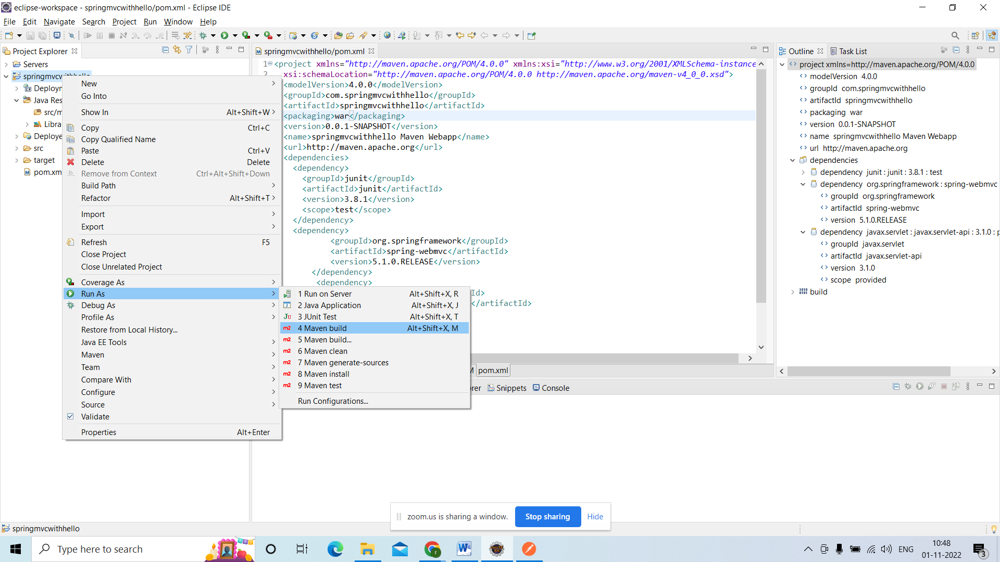 eclipse-workspace - springmvcwithhello/pom.xml - Eclipse IDE
File Edit Navigate Search Project Run Window Help
Project Explorer
Servers
springmvcwithhello
Deployn
Java Res
src/m
Libra
Deploye
src
target
pom.xm
New
Go Into
Show In Alt+Shift+W
Copy Ctrl+C
Copy Qualified Name
Paste Ctrl+V
Delete Delete
Remove from Context Ctrl+Alt+Shift+Down
Build Path
Refactor Alt+Shift+T
Import
Export
Refresh F5
Close Project
Close Unrelated Project
Coverage As
Run As
Debug As
Profile As
Restore from Local History...
Java EE Tools
Maven
Team
Compare With
Configure
Source
Validate
Properties Alt+Enter
1 Run on Server Alt+Shift+X, R
2 Java Application Alt+Shift+X, J
3 JUnit Test Alt+Shift+X, T
4 Maven build Alt+Shift+X, M
5 Maven build...
6 Maven clean
7 Maven generate-sources
8 Maven install
9 Maven test
Run Configurations...
springmvcwithhello/pom.xml
1 <project xmlns="http://maven.apache.org/POM/4.0.0" xmlns:xsi="http://www.w3.org/2001/XMLSchema-instance
2 xsi:schemaLocation="http://maven.apache.org/POM/4.0.0 http://maven.apache.org/maven-v4_0_0.xsd">
<modelVersion>4.0.0</modelVersion>
<groupId>com.springmvcwithhello</groupId>
<artifactId>springmvcwithhello</artifactId>
<packaging>war</packaging>
<version>0.0.1-SNAPSHOT</version>
<name>springmvcwithhello Maven Webapp</name>
<url>http://maven.apache.org</url>
<dependencies>
<dependency>
<groupId>junit</groupId>
<artifactId>junit</artifactId>
<version>3.8.1</version>
<scope>test</scope>
</dependency>
<dependency>
<groupId>org.springframework</groupId>
<artifactId>spring-webmvc</artifactId>
<version>5.1.0.RELEASE</version>
</dependency>
<dependency>
Id>
</artifactId>
pom.xml
rer Snippets Console
Outline Task List
project xmlns=http://maven.apache.org/POM/4.0.0
modelVersion 4.0.0
groupId com.springmvcwithhello
artifactId springmvcwithhello
packaging war
version 0.0.1-SNAPSHOT
name springmvcwithhello Maven Webapp
url http://maven.apache.org
dependencies
dependency junit : junit : 3.8.1 : test
dependency org.springframework : spring-webmvc
groupId org.springframework
artifactId spring-webmvc
version 5.1.0.RELEASE
dependency javax.servlet : javax.servlet-api : 3.1.0 : p
groupId javax.servlet
artifactId javax.servlet-api
version 3.1.0
scope provided
build
zoom.us is sharing a window. Stop sharing Hide
springmvcwithhello
Type here to search
ENG
10:48
01-11-2022
3